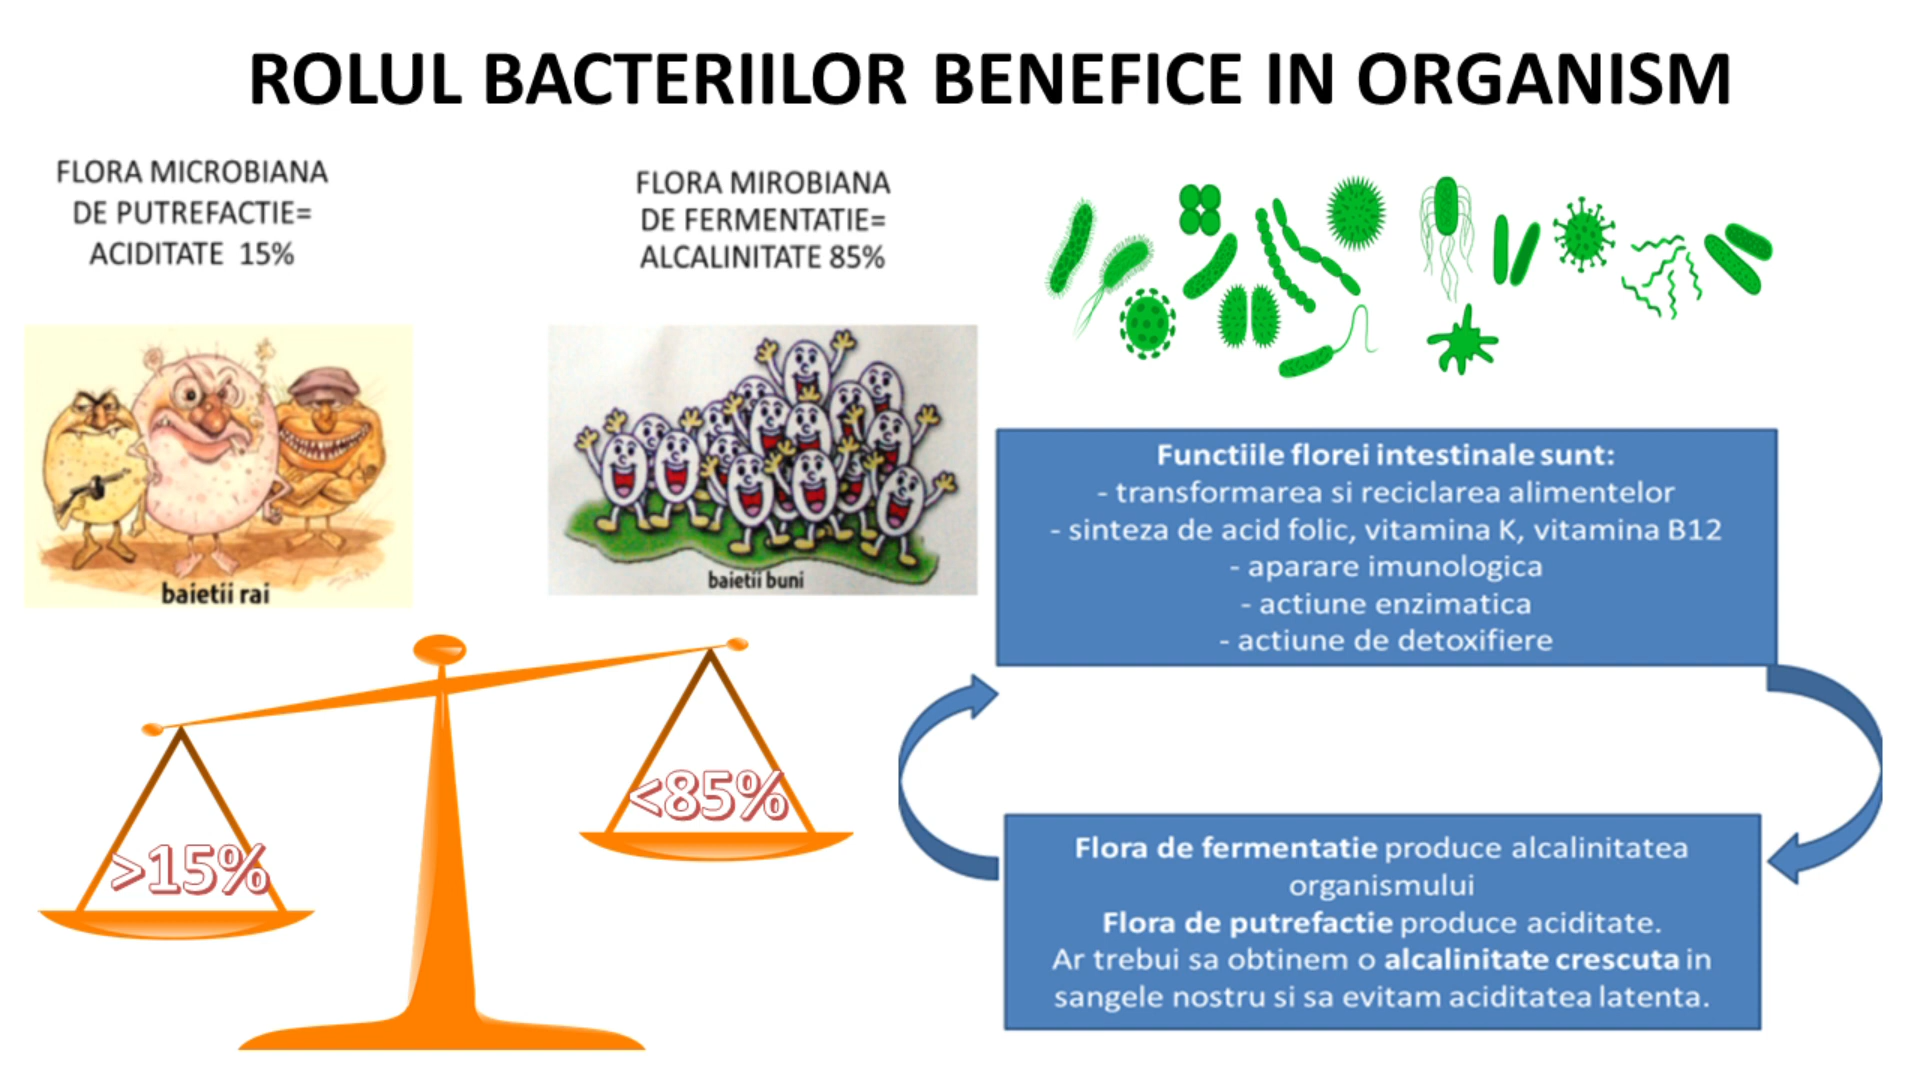 ROLUL BACTERIILOR BENEFICE IN ORGANISM
FLORA MICROBIANA
DE PUTREFACTIE=
ACIDITATE 15%
FLORA MIROBIANA
DE FERMENTATIE=
ALCALINITATE 85%
baietii rai
baietii buni
>15%
<85%
Functiile florei intestinale sunt:
- transformarea si reciclarea alimentelor
- sinteza de acid folic, vitamina K, vitamina B12
- aparare imunologica
- actiune enzimatica
- actiune de detoxifiere
Flora de fermentatie produce alcalinitatea
organismului
Flora de putrefactie produce aciditate.
Ar trebui sa obtinem o alcalinitate crescuta in
sangele nostru si sa evitam aciditatea latenta.